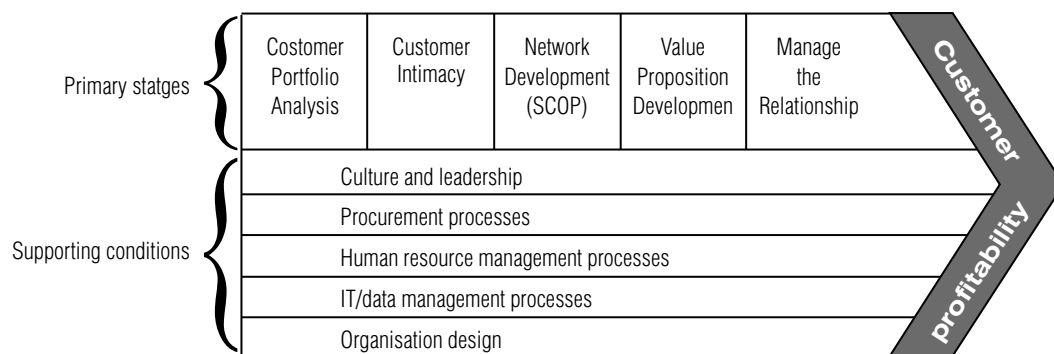 Primary statges
Costomer
Portfolio
Analysis
Customer
Intimacy
Network
Development
(SCOP)
Value
Proposition
Developmen
Manage
the
Relationship
Customer
profitability
Supporting conditions
Culture and leadership
Procurement processes
Human resource management processes
IT/data management processes
Organisation design